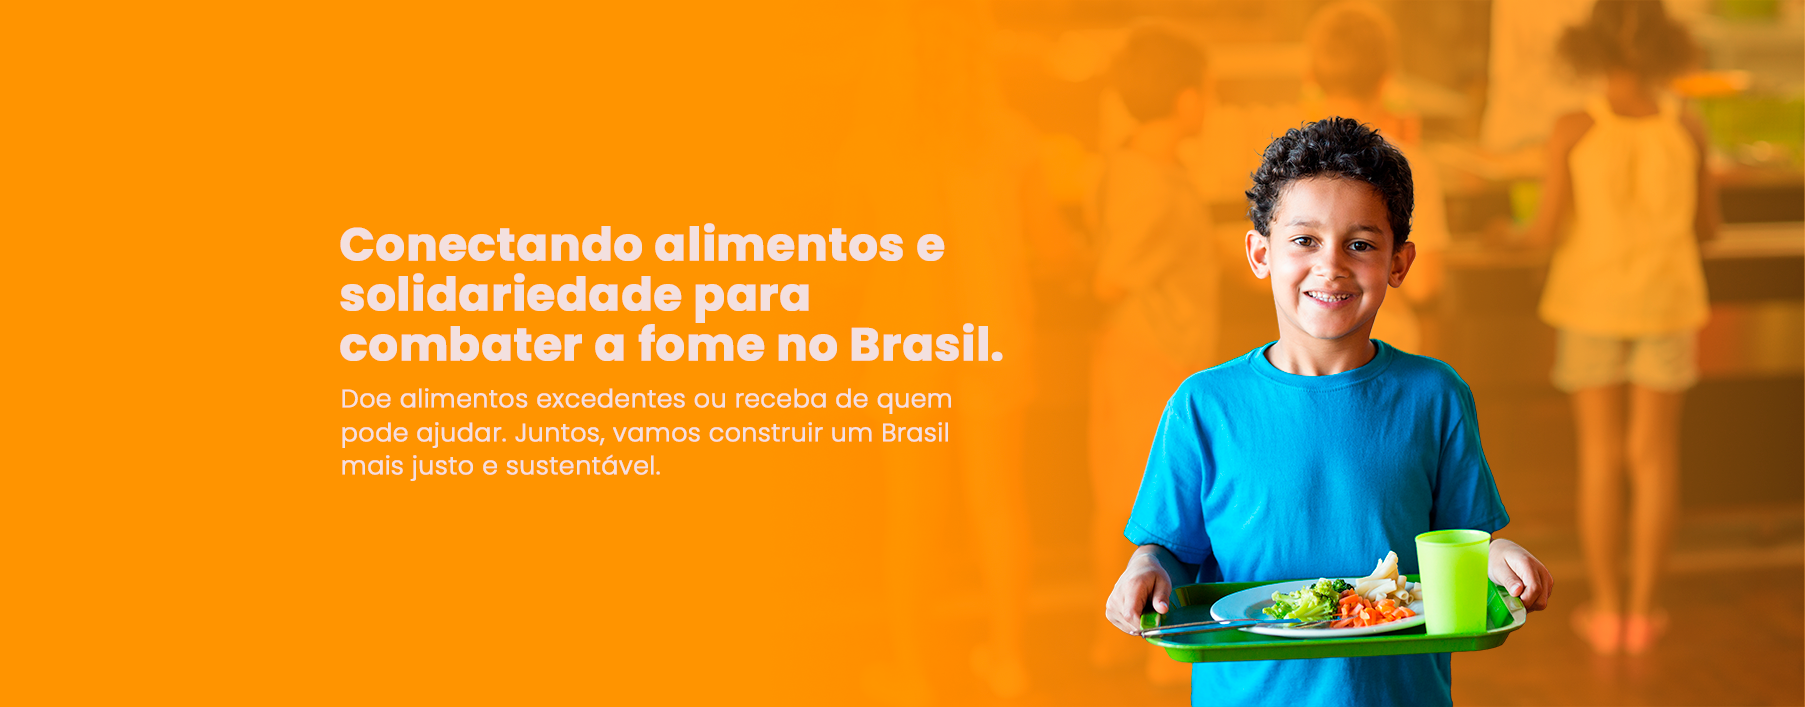 Conectando alimentos e
solidariedade para
combater a fome no Brasil.
Doe alimentos excedentes ou receba de quem
pode ajudar. Juntos, vamos construir um Brasil
mais justo e sustentável.